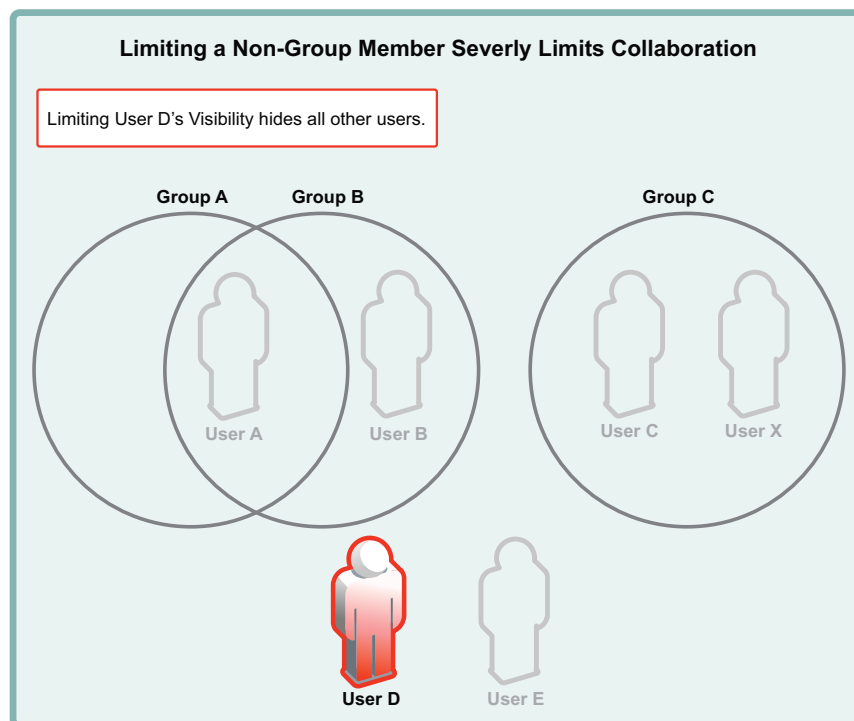 Limiting a Non-Group Member Severly Limits Collaboration
Limiting User D’s Visibility hides all other users.
Group A
Group B
Group C
User A
User B
User C
User X
User D
User E